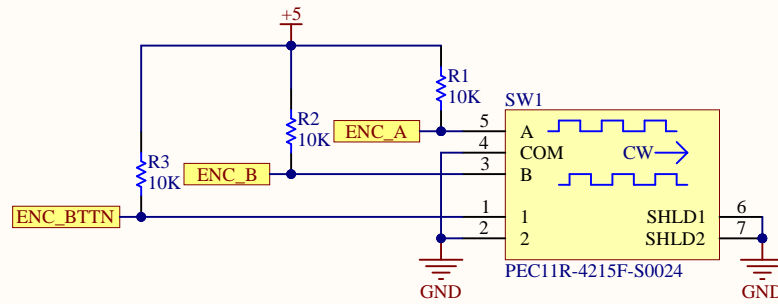 +5
R1
10K
SW1
R2
10K
ENC_A
5
A
4
COM
CW
R3
10K
ENC_B
3
B
ENC_BTTN
1
1
SHLD1
6
2
2
SHLD2
7
PEC11R-4215F-S0024
GND
GND